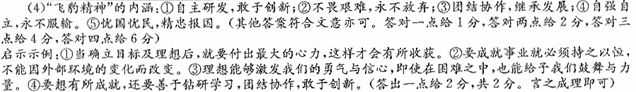 (4)“飞豹精神”的内涵:①自主研发,敢于创新;②不畏艰难,永不放弃;③团结协作,继承发展;④自强自
立,永不服输。⑤忧国忧民,精忠报国。(其他答案符合文意亦可。答对一点给1分,答对两点给2分,答对三
点给4分,答对四点给6分)
启示示例:①当确立目标及理想后,就要付出最大的心力,这样才会有所收获。②要成就事业就必须持之以恒,
不能因外部环境的变化而改变。③理想能够激发我们的勇气与信心,即使在困难之中,也能给予我们鼓舞与力
量。④要想有所成就,还要善于钻研学习,团结协作,敢于创新。(答出一点给2分,共2分。言之成理即可)